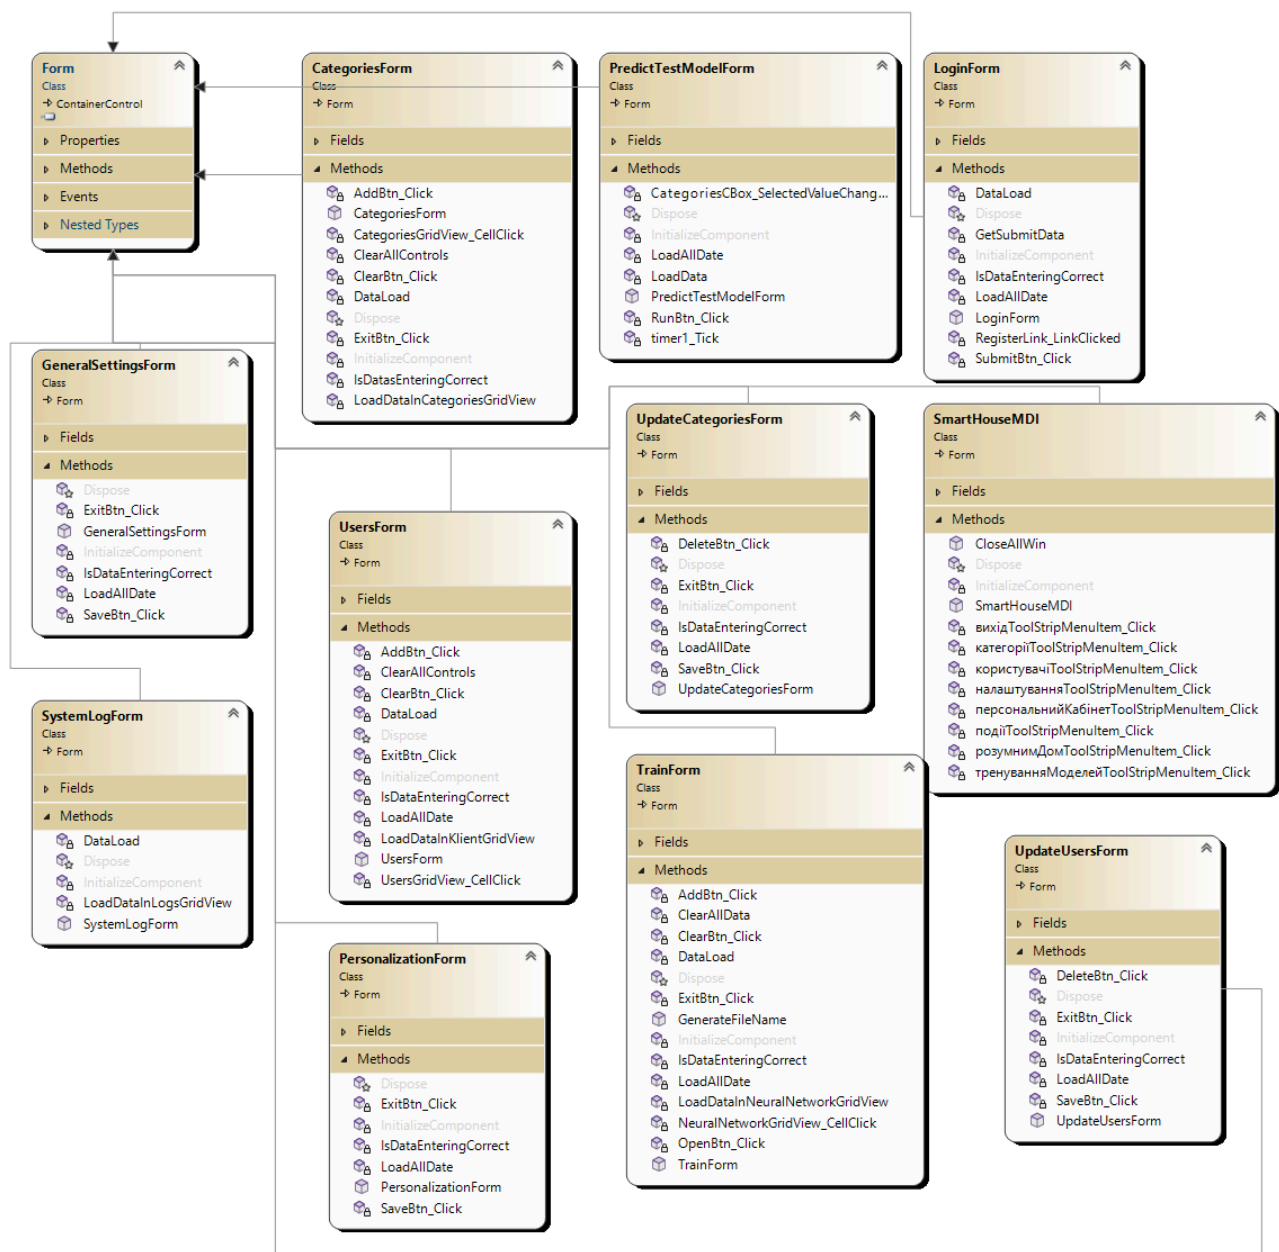 Form
Class
ContainerControl
Properties
Methods
Events
Nested Types
CategoriesForm
Class
Form
Fields
Methods
AddBtn_Click
CategoriesForm
CategoriesGridView_CellClick
ClearAllControls
ClearBtn_Click
DataLoad
Dispose
ExitBtn_Click
InitializeComponent
IsDatasEnteringCorrect
LoadDataInCategoriesGridView
PredictTestModelForm
Class
Form
Fields
Methods
CategoriesCBox_SelectedValueChang...
Dispose
InitializeComponent
LoadAllDate
LoadData
PredictTestModelForm
RunBtn_Click
timer1_Tick
LoginForm
Class
Form
Fields
Methods
DataLoad
Dispose
GetSubmitData
InitializeComponent
IsDataEnteringCorrect
LoadAllDate
LoginForm
RegisterLink_LinkClicked
SubmitBtn_Click
GeneralSettingsForm
Class
Form
Fields
Methods
Dispose
ExitBtn_Click
GeneralSettingsForm
InitializeComponent
IsDataEnteringCorrect
LoadAllDate
SaveBtn_Click
UsersForm
Class
Form
Fields
Methods
AddBtn_Click
ClearAllControls
ClearBtn_Click
DataLoad
Dispose
ExitBtn_Click
InitializeComponent
IsDataEnteringCorrect
LoadAllDate
LoadDataInKlientGridView
UsersForm
UsersGridView_CellClick
UpdateCategoriesForm
Class
Form
Fields
Methods
DeleteBtn_Click
Dispose
ExitBtn_Click
InitializeComponent
IsDataEnteringCorrect
LoadAllDate
SaveBtn_Click
UpdateCategoriesForm
SmartHouseMDI
Class
Form
Fields
Methods
CloseAllWin
Dispose
InitializeComponent
SmartHouseMDI
вихідToolStripMenuItem_Click
категоріїToolStripMenuItem_Click
користувачіToolStripMenuItem_Click
налаштуванняToolStripMenuItem_Click
персональнийКабінетToolStripMenuItem_Click
подіїToolStripMenuItem_Click
розумнимДомToolStripMenuItem_Click
тренуванняМоделейToolStripMenuItem_Click
SystemLogForm
Class
Form
Fields
Methods
DataLoad
Dispose
InitializeComponent
LoadDataInLogsGridView
SystemLogForm
PersonalizationForm
Class
Form
Fields
Methods
Dispose
ExitBtn_Click
InitializeComponent
IsDataEnteringCorrect
LoadAllDate
PersonalizationForm
SaveBtn_Click
TrainForm
Class
Form
Fields
Methods
AddBtn_Click
ClearAllData
ClearBtn_Click
DataLoad
Dispose
ExitBtn_Click
GenerateFileName
InitializeComponent
IsDataEnteringCorrect
LoadAllDate
LoadDataInNeuralNetworkGridView
NeuralNetworkGridView_CellClick
OpenBtn_Click
TrainForm
UpdateUsersForm
Class
Form
Fields
Methods
DeleteBtn_Click
Dispose
ExitBtn_Click
InitializeComponent
IsDataEnteringCorrect
LoadAllDate
SaveBtn_Click
UpdateUsersForm